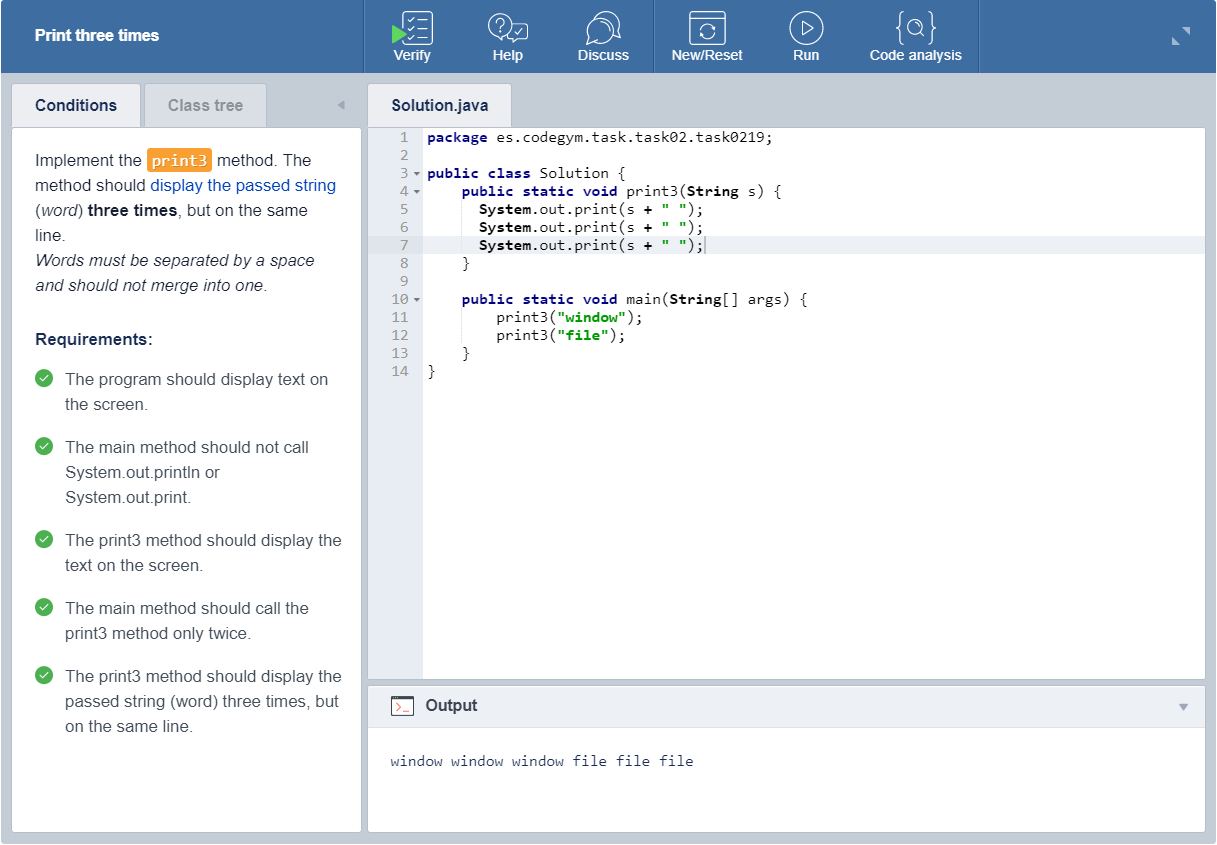 Print three times
Verify
Help
Discuss
New/Reset
Run
Code analysis
Conditions
Class tree
Implement the print3 method. The
method should display the passed string
(word) three times, but on the same
line.
Words must be separated by a space
and should not merge into one.
Requirements:
The program should display text on
the screen.
The main method should not call
System.out.println or
System.out.print.
The print3 method should display the
text on the screen.
The main method should call the
print3 method only twice.
The print3 method should display the
passed string (word) three times, but
on the same line.
Solution.java
1 package es.codegym.task.task02.task0219;
2
3 public class Solution {
4     public static void print3(String s) {
5       System.out.print(s + " ");
6       System.out.print(s + " ");
7       System.out.print(s + " ");
8     }
9
10     public static void main(String[] args) {
11         print3("window");
12         print3("file");
13     }
14 }
Output
window window window file file file